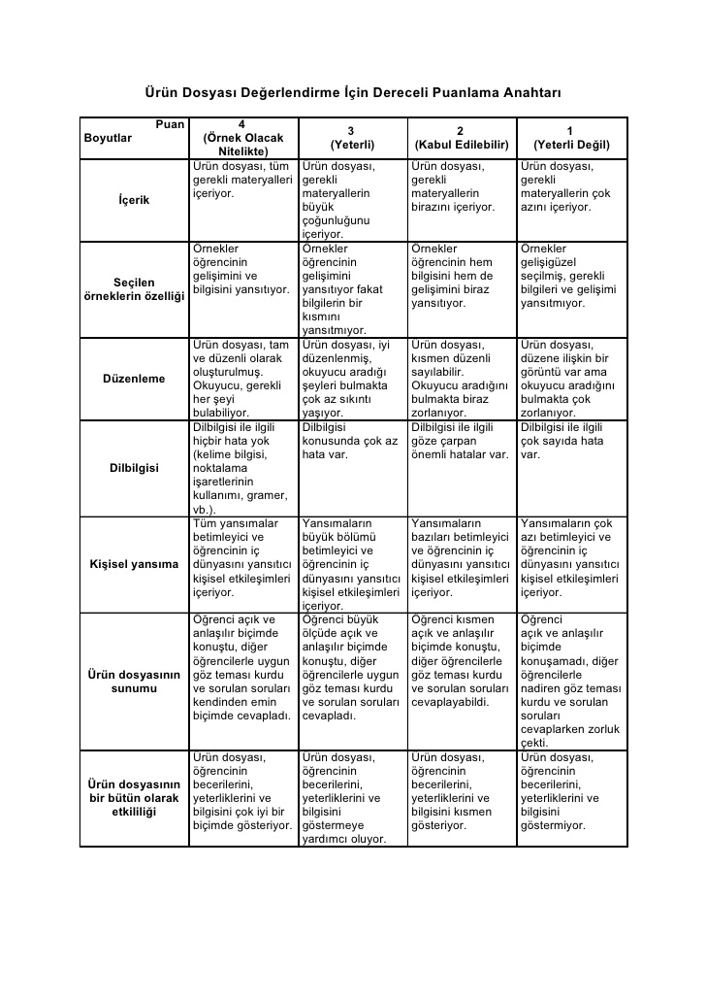 Ürün Dosyası Değerlendirme İçin Dereceli Puanlama Anahtarı
Puan
Boyutlar
4
(Örnek Olacak
Nitelikte)
3
(Yeterli)
2
(Kabul Edilebilir)
1
(Yeterli Değil)
İçerik
Ürün dosyası, tüm
gerekli materyalleri
içeriyor.
Ürün dosyası,
gerekli
materyallerin
büyük
çoğunluğunu
içeriyor.
Ürün dosyası,
gerekli
materyallerin
birazını içeriyor.
Ürün dosyası,
gerekli
materyallerin çok
azını içeriyor.
Seçilen
örneklerin özelliği
Örnekler
öğrencinin
gelişimini ve
bilgisini yansıtıyor.
Örnekler
öğrencinin
gelişimini
yansıtıyor fakat
bilgilerin bir
kısmını
yansıtmıyor.
Örnekler
öğrencinin hem
bilgisini hem de
gelişimini biraz
yansıtıyor.
Örnekler
gelişigüzel
seçilmiş, gerekli
bilgileri ve gelişimi
yansıtmıyor.
Düzenleme
Ürün dosyası, tam
ve düzenli olarak
oluşturulmuş.
Okuyucu, gerekli
her şeyi
bulabiliyor.
Ürün dosyası, iyi
düzenlenmiş,
okuyucu aradığı
şeyleri bulmakta
çok az sıkıntı
yaşıyor.
Ürün dosyası,
kısmen düzenli
sayılabilir.
Okuyucu aradığını
bulmakta biraz
zorlanıyor.
Ürün dosyası,
düzene ilişkin bir
görüntü var ama
okuyucu aradığını
bulmakta çok
zorlanıyor.
Dilbilgisi
Dilbilgisi ile ilgili
hiçbir hata yok
(kelime bilgisi,
noktalama
işaretlerinin
kullanımı, gramer,
vb.).
Dilbilgisi
konusunda çok az
hata var.
Dilbilgisi ile ilgili
göze çarpan
önemli hatalar var.
Dilbilgisi ile ilgili
çok sayıda hata
var.
Kişisel yansıma
Tüm yansımalar
betimleyici ve
öğrencinin iç
dünyasını yansıtıcı
kişisel etkileşimleri
içeriyor.
Yansımaların
büyük bölümü
betimleyici ve
öğrencinin iç
dünyasını yansıtıcı
kişisel etkileşimleri
içeriyor.
Yansımaların
bazıları betimleyici
ve öğrencinin iç
dünyasını yansıtıcı
kişisel etkileşimleri
içeriyor.
Yansımaların çok
azı betimleyici ve
öğrencinin iç
dünyasını yansıtıcı
kişisel etkileşimleri
içeriyor.
Ürün dosyasının
sunumu
Öğrenci açık ve
anlaşılır biçimde
konuştu, diğer
öğrencilerle uygun
göz teması kurdu
ve sorulan soruları
kendinden emin
biçimde cevapladı.
Öğrenci büyük
ölçüde açık ve
anlaşılır biçimde
konuştu, diğer
öğrencilerle uygun
göz teması kurdu
ve sorulan soruları
cevapladı.
Öğrenci kısmen
açık ve anlaşılır
biçimde konuştu,
diğer öğrencilerle
göz teması kurdu
ve sorulan soruları
cevaplayabildi.
Öğrenci
açık ve anlaşılır
biçimde
konuşamadı, diğer
öğrencilerle
nadiren göz teması
kurdu ve sorulan
soruları
cevaplarken zorluk
çekti.
Ürün dosyasının
bir bütün olarak
etkililiği
Ürün dosyası,
öğrencinin
becerilerini,
yeterliklerini ve
bilgisini çok iyi bir
biçimde gösteriyor.
Ürün dosyası,
öğrencinin
becerilerini,
yeterliklerini ve
bilgisini
göstermeye
yardımcı oluyor.
Ürün dosyası,
öğrencinin
becerilerini,
yeterliklerini ve
bilgisini kısmen
gösteriyor.
Ürün dosyası,
öğrencinin
becerilerini,
yeterliklerini ve
bilgisini
göstermiyor.